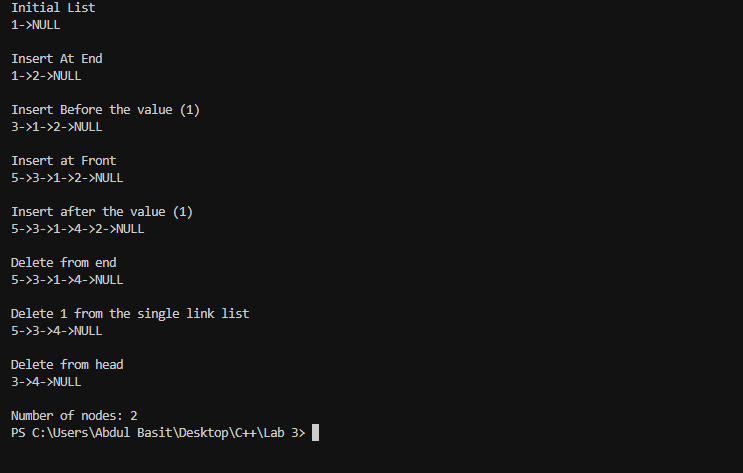 Initial List
1->NULL
Insert At End
1->2->NULL
Insert Before the value (1)
3->1->2->NULL
Insert at Front
5->3->1->2->NULL
Insert after the value (1)
5->3->1->4->2->NULL
Delete from end
5->3->1->4->NULL
Delete 1 from the single link list
5->3->4->NULL
Delete from head
3->4->NULL
Number of nodes: 2
PS C:\Users\Abdul Basit\Desktop\C++\Lab 3>